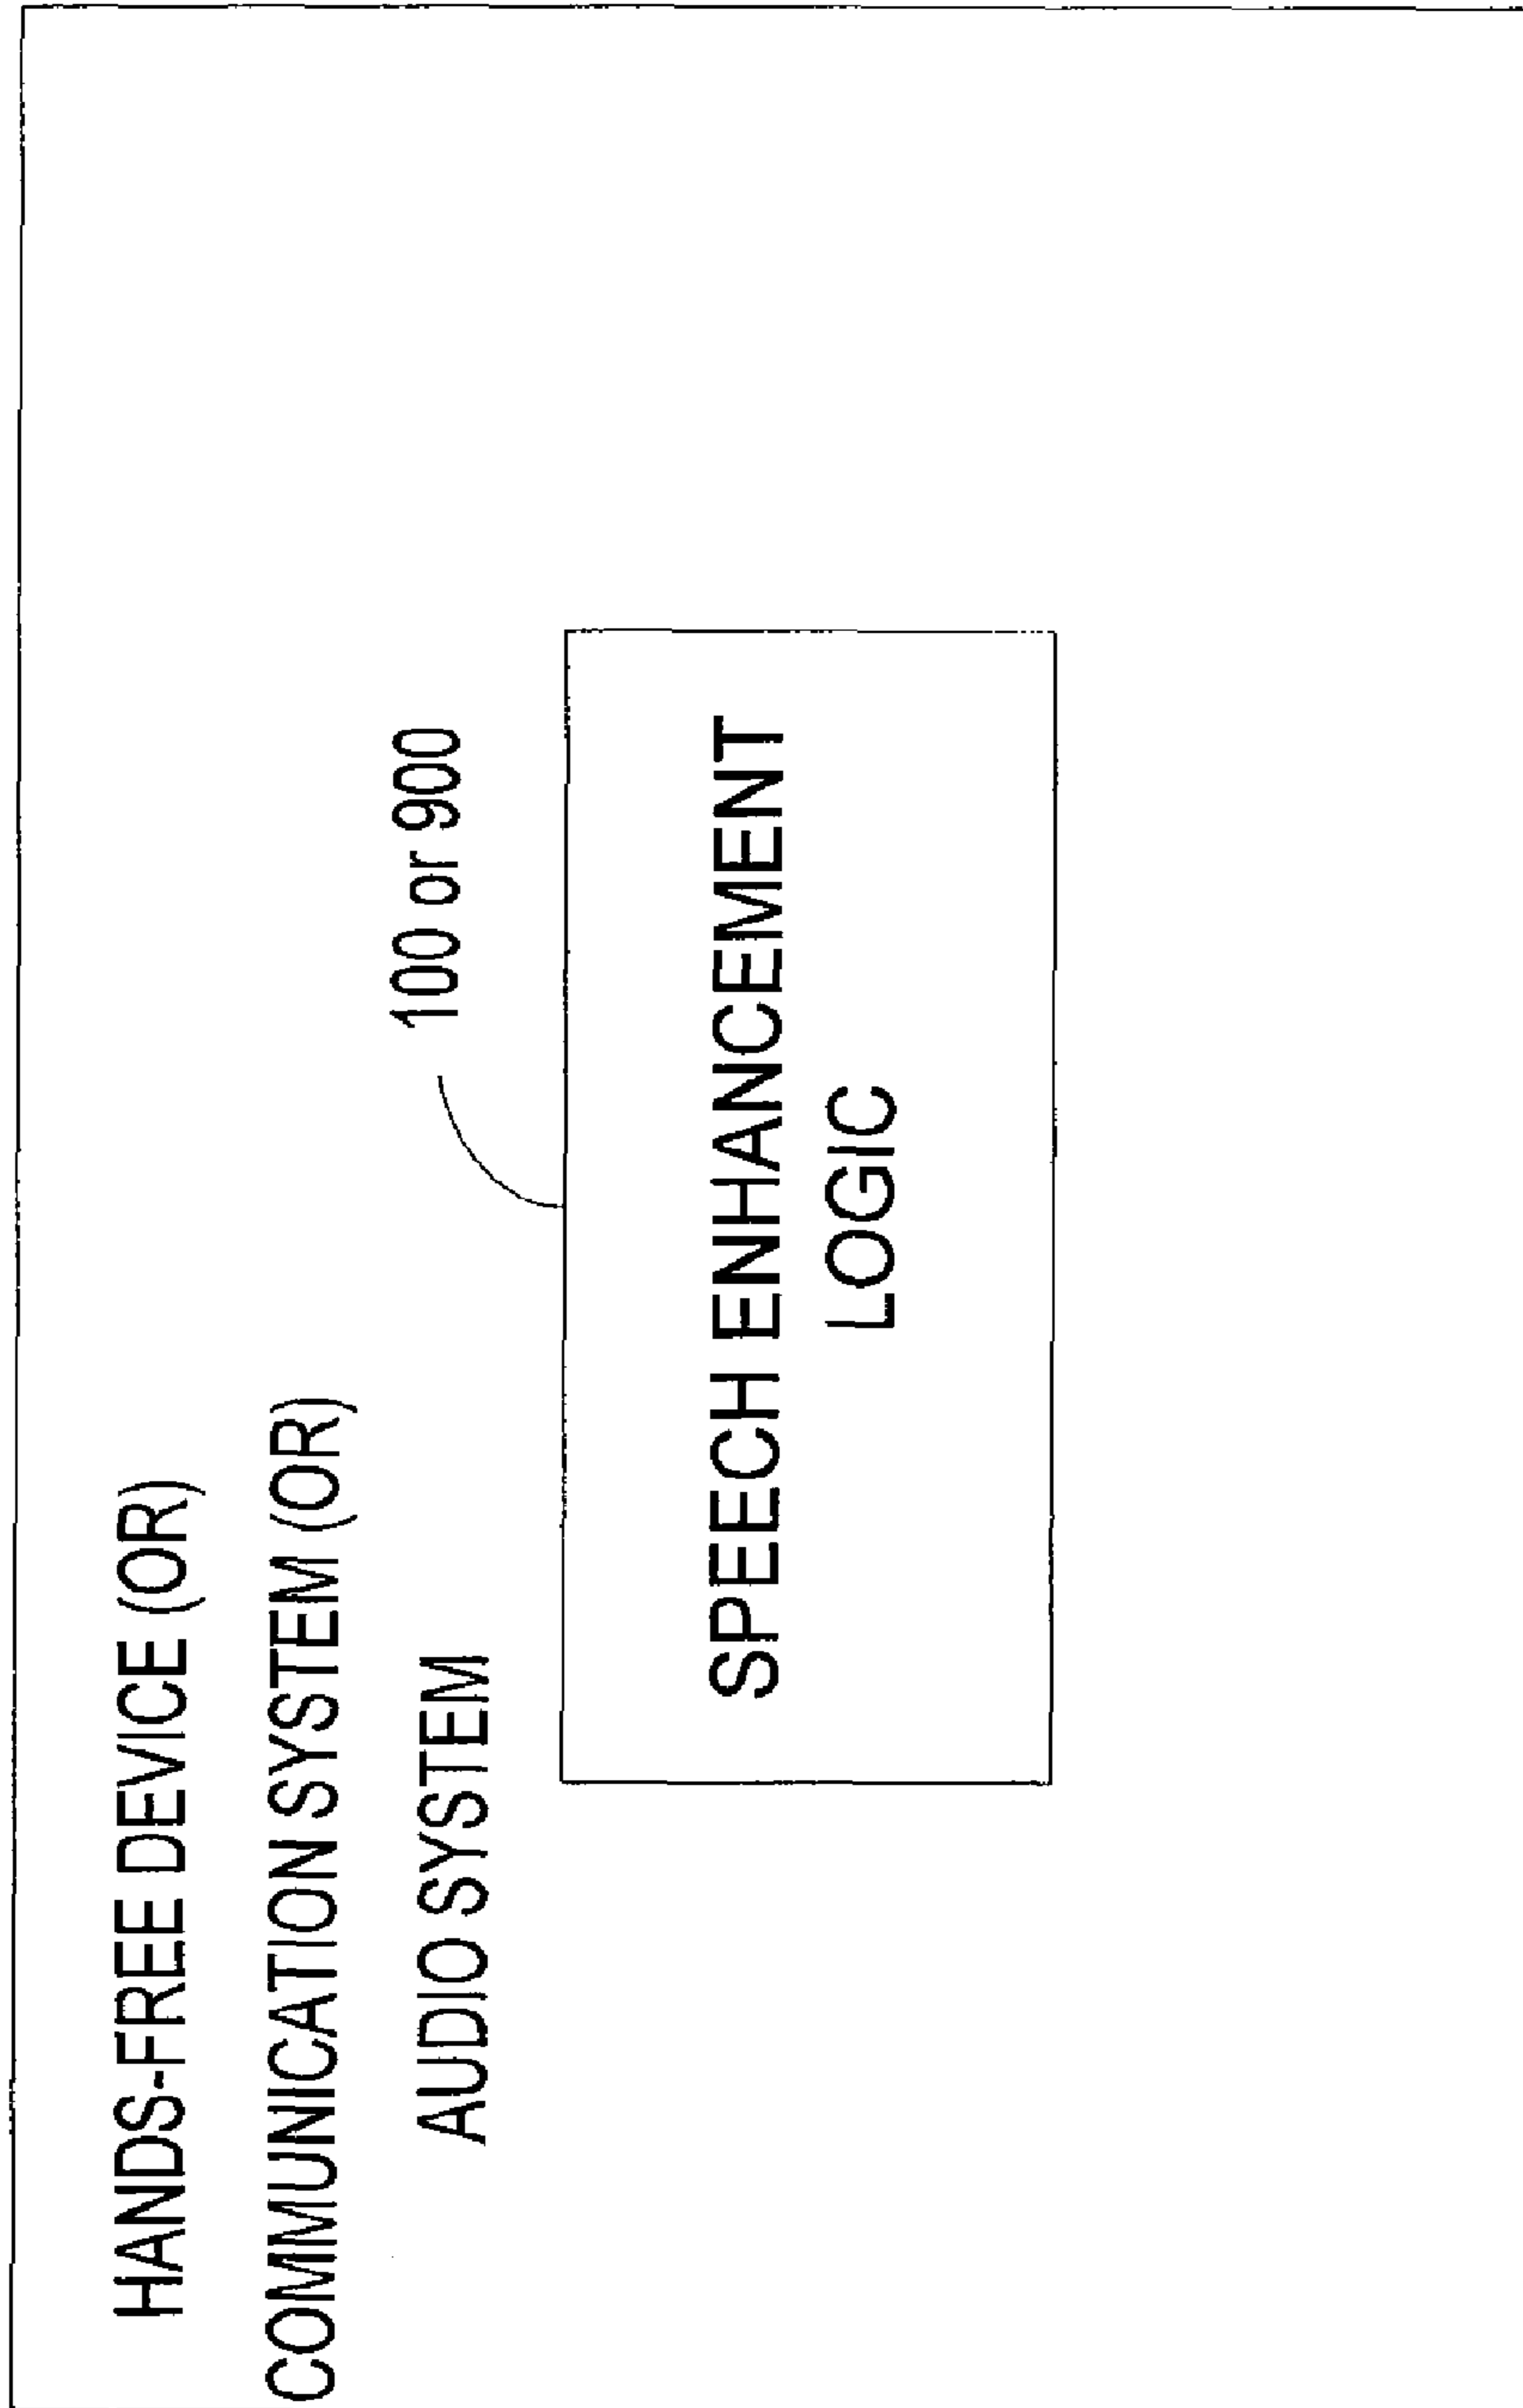 HANDS-FREE DEVICE (OR)
COMMUNICATION SYSTEM (OR)
AUDIO SYSTEM
100 or 900
SPEECH ENHANCEMENT
LOGIC